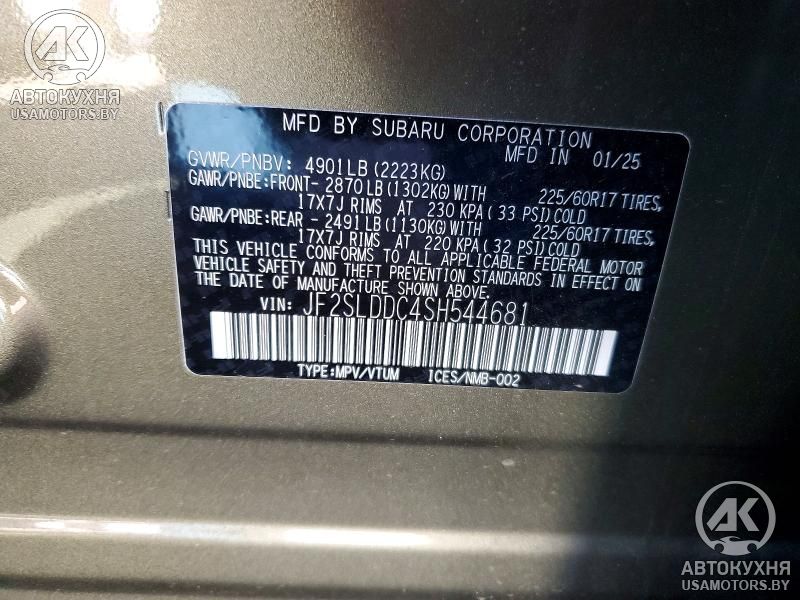 AK
АВТОКУХНЯ
USAMOTORS.BY
MFD BY SUBARU CORPORATION
MFD IN 01/25
GVWR/PNBV: 4901LB (2223KG)
GAWR/PNBE:FRONT- 2870LB (1302KG)WITH 225/60R17 TIRES,
17X7J RIMS AT 230 KPA (33 PSI)COLD
GAWR/PNBE:REAR - 2491LB (1130KG)WITH 225/60R17 TIRES,
17X7J RIMS AT 220 KPA (32 PSI)COLD
THIS VEHICLE CONFORMS TO ALL APPLICABLE FEDERAL MOTOR
VEHICLE SAFETY AND THEFT PREVENTION STANDARDS IN EFFECT ON
THE DATE OF MANUFACTURE SHOWN ABOVE.
VIN: JF2SLDDC4SH544681
TYPE:MPV/VTUM ICES/NMB-002
AK
АВТОКУХНЯ
USAMOTORS.BY